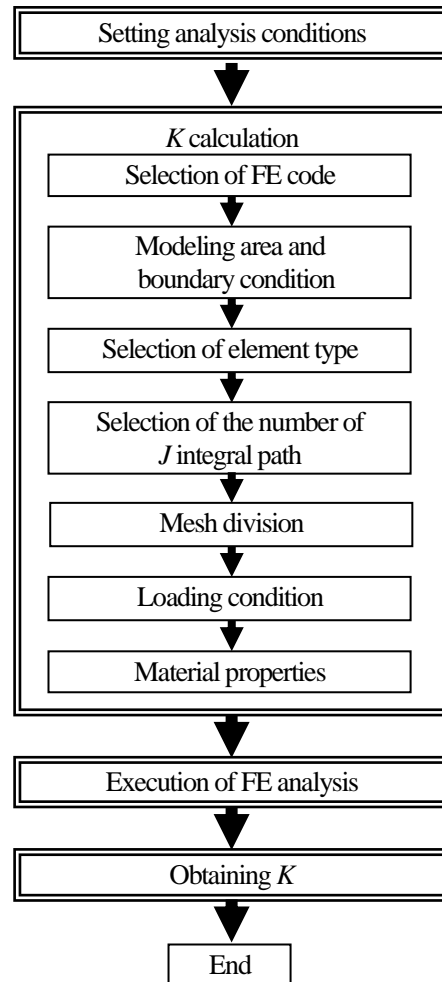 Setting analysis conditions
K calculation
Selection of FE code
Modeling area and
boundary condition
Selection of element type
Selection of the number of
J integral path
Mesh division
Loading condition
Material properties
Execution of FE analysis
Obtaining K
End